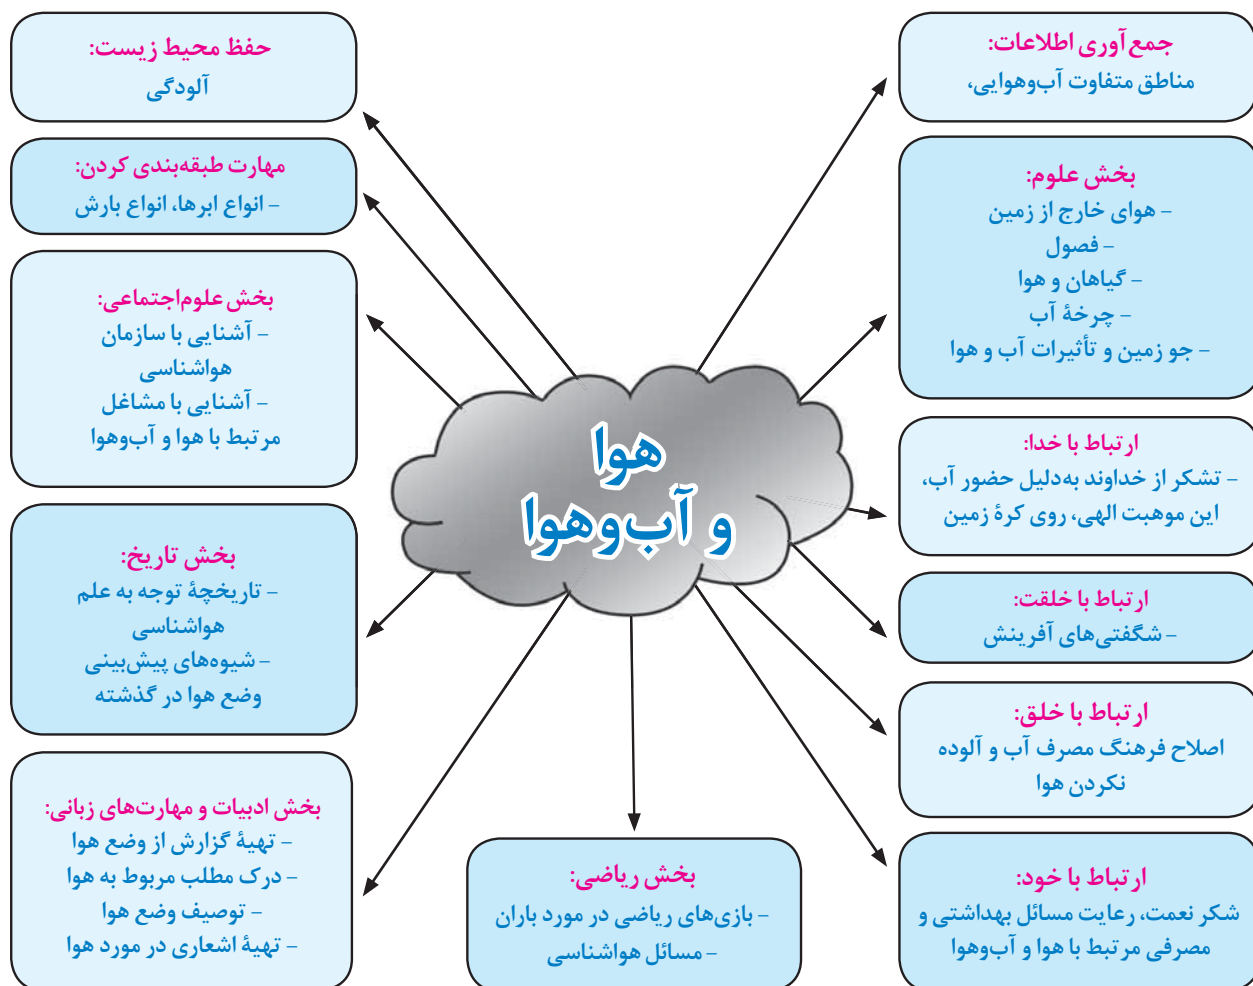 هوا
و آب‌وهوا
جمع‌آوری اطلاعات:
مناطق متفاوت آب‌وهوایی،
بخش علوم:
– هوای خارج از زمین
– فصول
– گیاهان و هوا
– چرخهٔ آب
– جو زمین و تأثیرات آب و هوا
ارتباط با خدا:
– تشکر از خداوند به‌دلیل حضور آب،
این موهبت الهی، روی کرهٔ زمین
ارتباط با خلقت:
– شگفتی‌های آفرینش
ارتباط با خلق:
اصلاح فرهنگ مصرف آب و آلوده
نکردن هوا
ارتباط با خود:
شکر نعمت، رعایت مسائل بهداشتی و
مصرفی مرتبط با هوا و آب‌وهوا
بخش ریاضی:
– بازی‌های ریاضی در مورد باران
– مسائل هواشناسی
حفظ محیط زیست:
آلودگی
مهارت طبقه‌بندی کردن:
– انواع ابرها، انواع بارش
بخش علوم‌اجتماعی:
– آشنایی با سازمان
هواشناسی
– آشنایی با مشاغل
مرتبط با هوا و آب‌وهوا
بخش تاریخ:
– تاریخچهٔ توجه به علم
هواشناسی
– شیوه‌های پیش‌بینی
وضع هوا در گذشته
بخش ادبیات و مهارت‌های زبانی:
– تهیهٔ گزارش از وضع هوا
– درک مطلب مربوط به هوا
– توصیف وضع هوا
– تهیهٔ اشعاری در مورد هوا